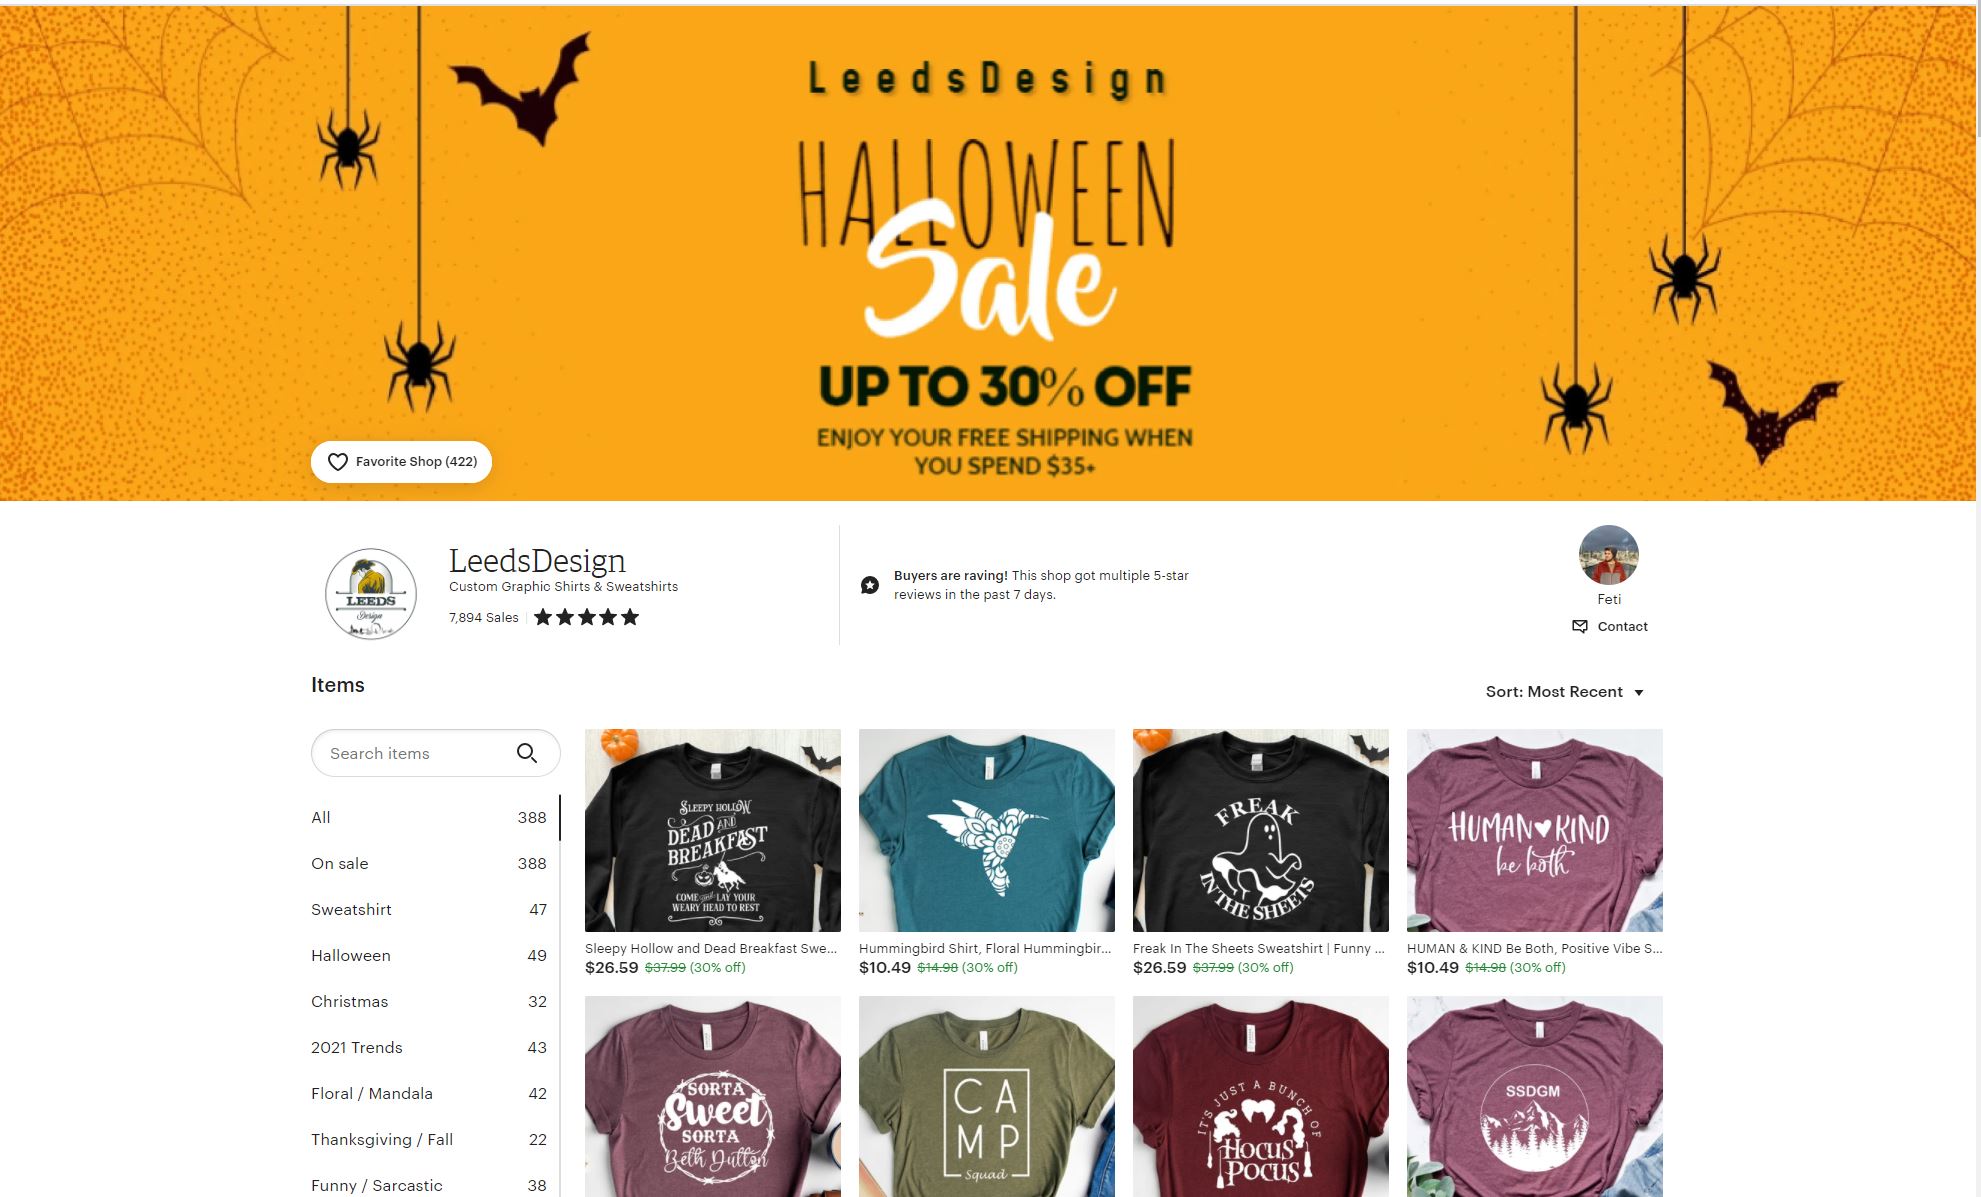 LeedsDesign
HALLOWEEN
Sale
UP TO 30% OFF
ENJOY YOUR FREE SHIPPING WHEN
YOU SPEND $35+
Favorite Shop (422)
LEEDS
Design
LeedsDesign
Custom Graphic Shirts & Sweatshirts
7,894 Sales
Buyers are raving! This shop got multiple 5-star
reviews in the past 7 days.
Feti
Contact
Items
Sort: Most Recent
Search items
All 388
On sale 388
Sweatshirt 47
Halloween 49
Christmas 32
2021 Trends 43
Floral / Mandala 42
Thanksgiving / Fall 22
Funny / Sarcastic 38
SLEEPY HOLLOW
DEAD AND
BREAKFAST
COME and LAY YOUR
WEARY HEAD TO REST
Sleepy Hollow and Dead Breakfast Swe...
$26.59 $37.99 (30% off)
Hummingbird Shirt, Floral Hummingbir...
$10.49 $14.98 (30% off)
FREAK
IN THE SHEETS
Freak In The Sheets Sweatshirt | Funny ...
$26.59 $37.99 (30% off)
HUMAN KIND
be both
HUMAN & KIND Be Both, Positive Vibe S...
$10.49 $14.98 (30% off)
SORTA
Sweet
SORTA
Beth Dutton
CA
MP
Squad
IT'S JUST A BUNCH OF
HOCUS
POCUS
SSDGM